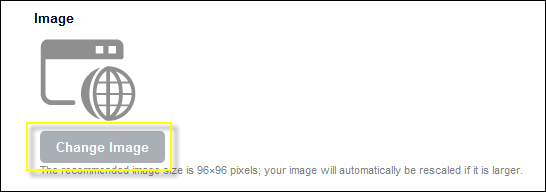 Image
Change Image
The recommended image size is 96×96 pixels; your image will automatically be rescaled if it is larger.